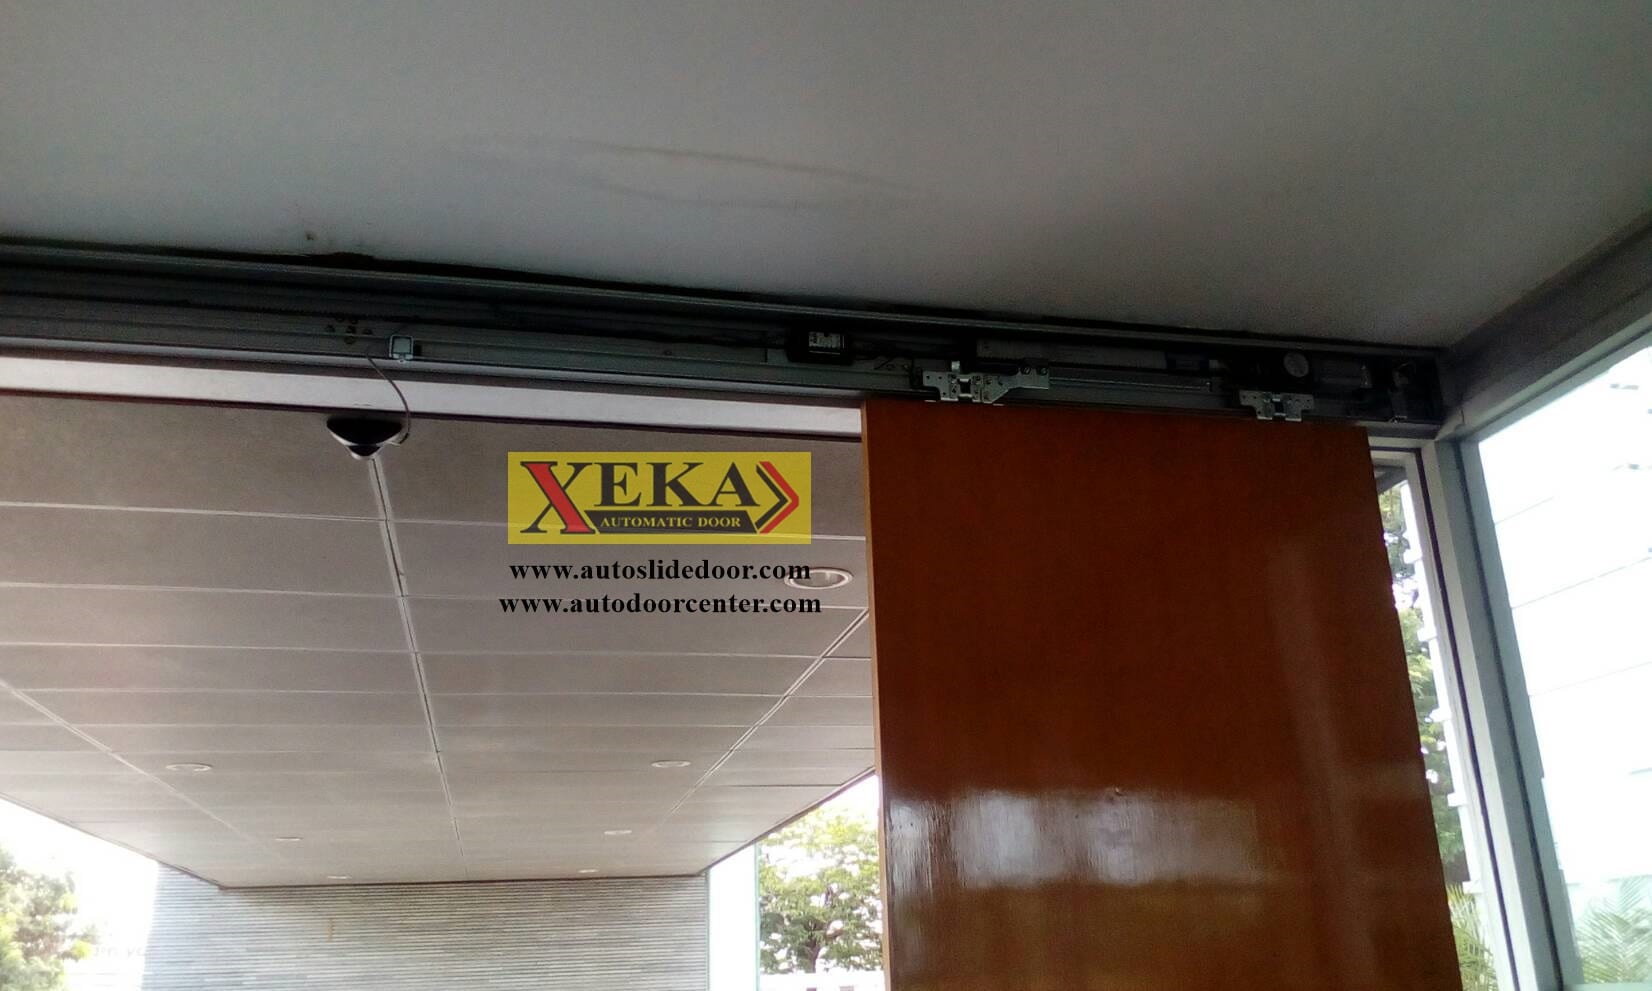 XEKA
AUTOMATIC DOOR
www.autoslidedoor.com
www.autodoorcenter.com